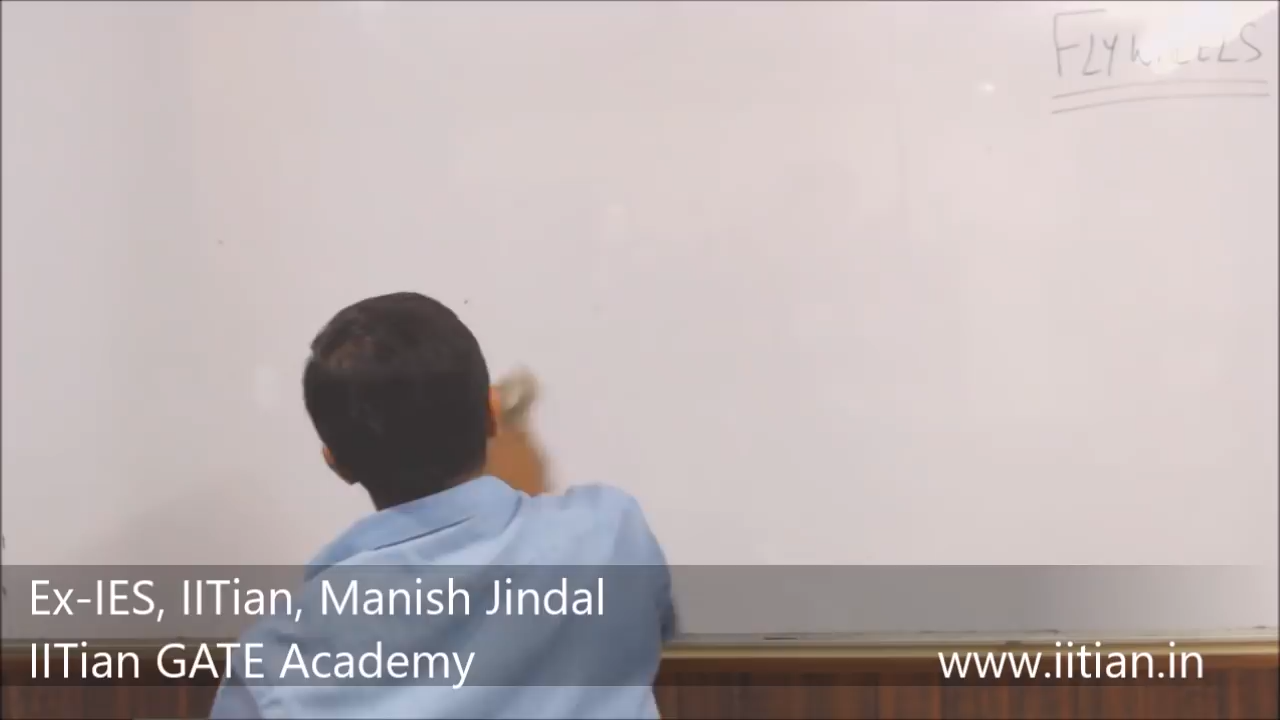 FLYWHEELS
Ex-IES, IITian, Manish Jindal
IITian GATE Academy
www.iitian.in